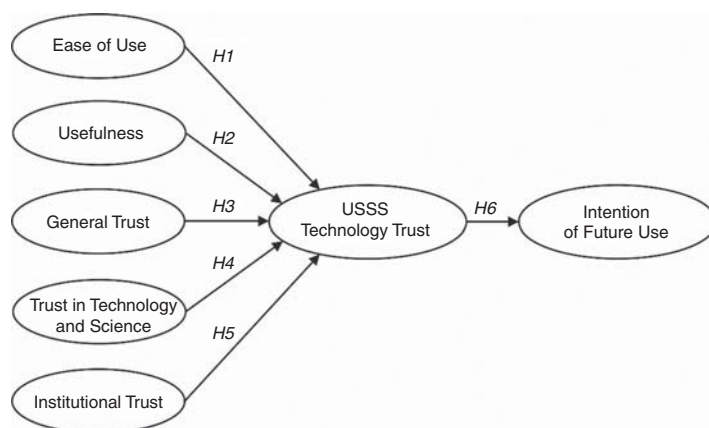 Ease of Use
H1
Usefulness
H2
General Trust
H3
USSS
Technology Trust
H6
Intention
of Future Use
H4
Trust in Technology
and Science
H5
Institutional Trust